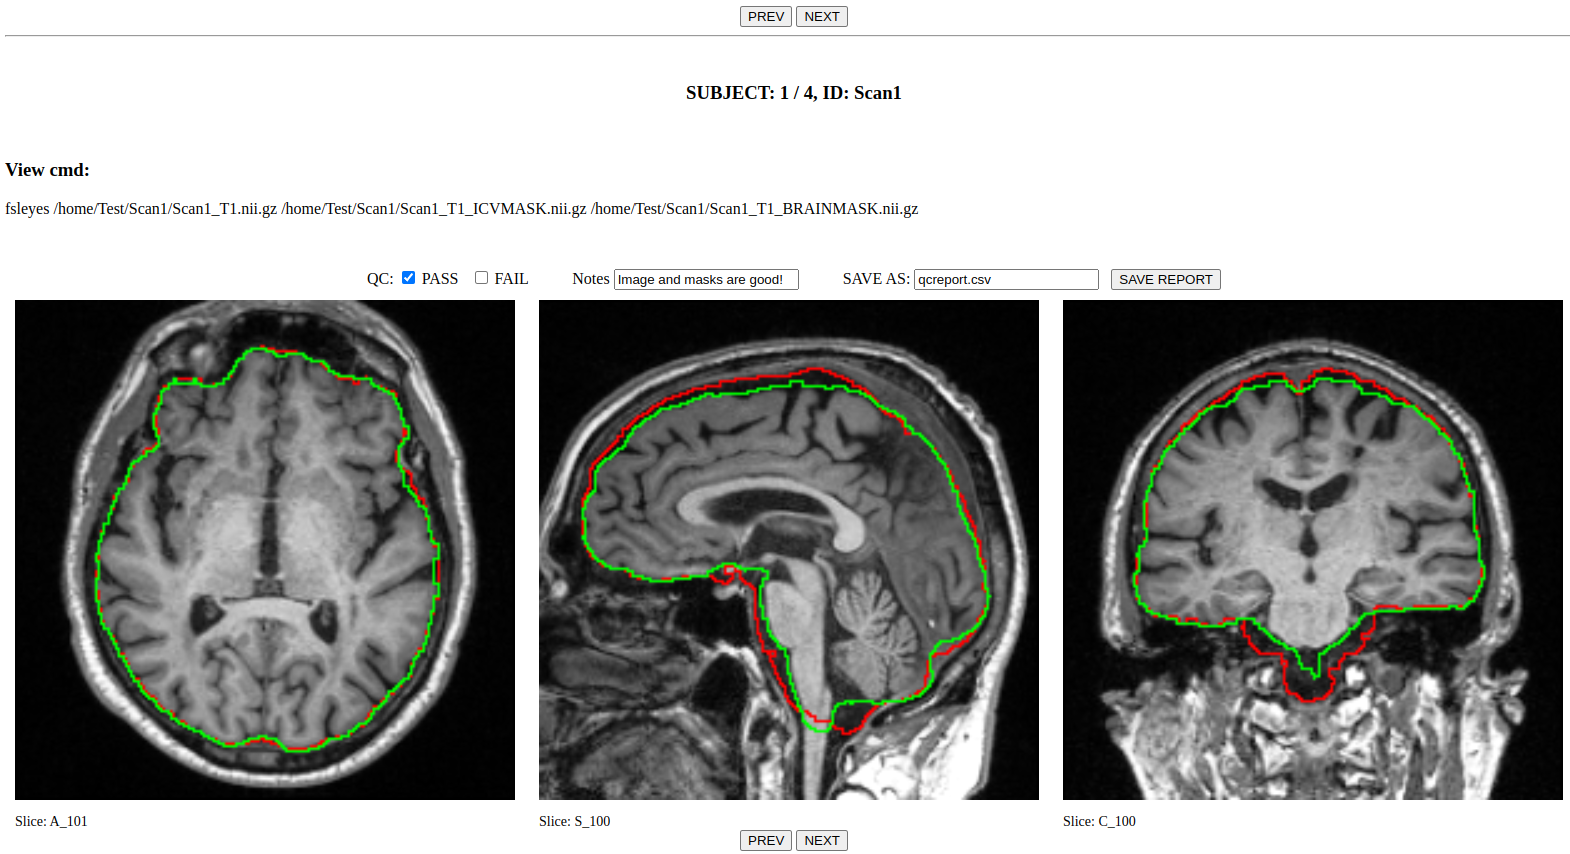 PREV NEXT
SUBJECT: 1 / 4, ID: Scan1
View cmd:
fsleyes /home/Test/Scan1/Scan1_T1.nii.gz /home/Test/Scan1/Scan1_T1_ICVMASK.nii.gz /home/Test/Scan1/Scan1_T1_BRAINMASK.nii.gz
QC: PASS FAIL Notes Image and masks are good! SAVE AS: qcreport.csv SAVE REPORT
Slice: A_101 Slice: S_100 Slice: C_100
PREV NEXT